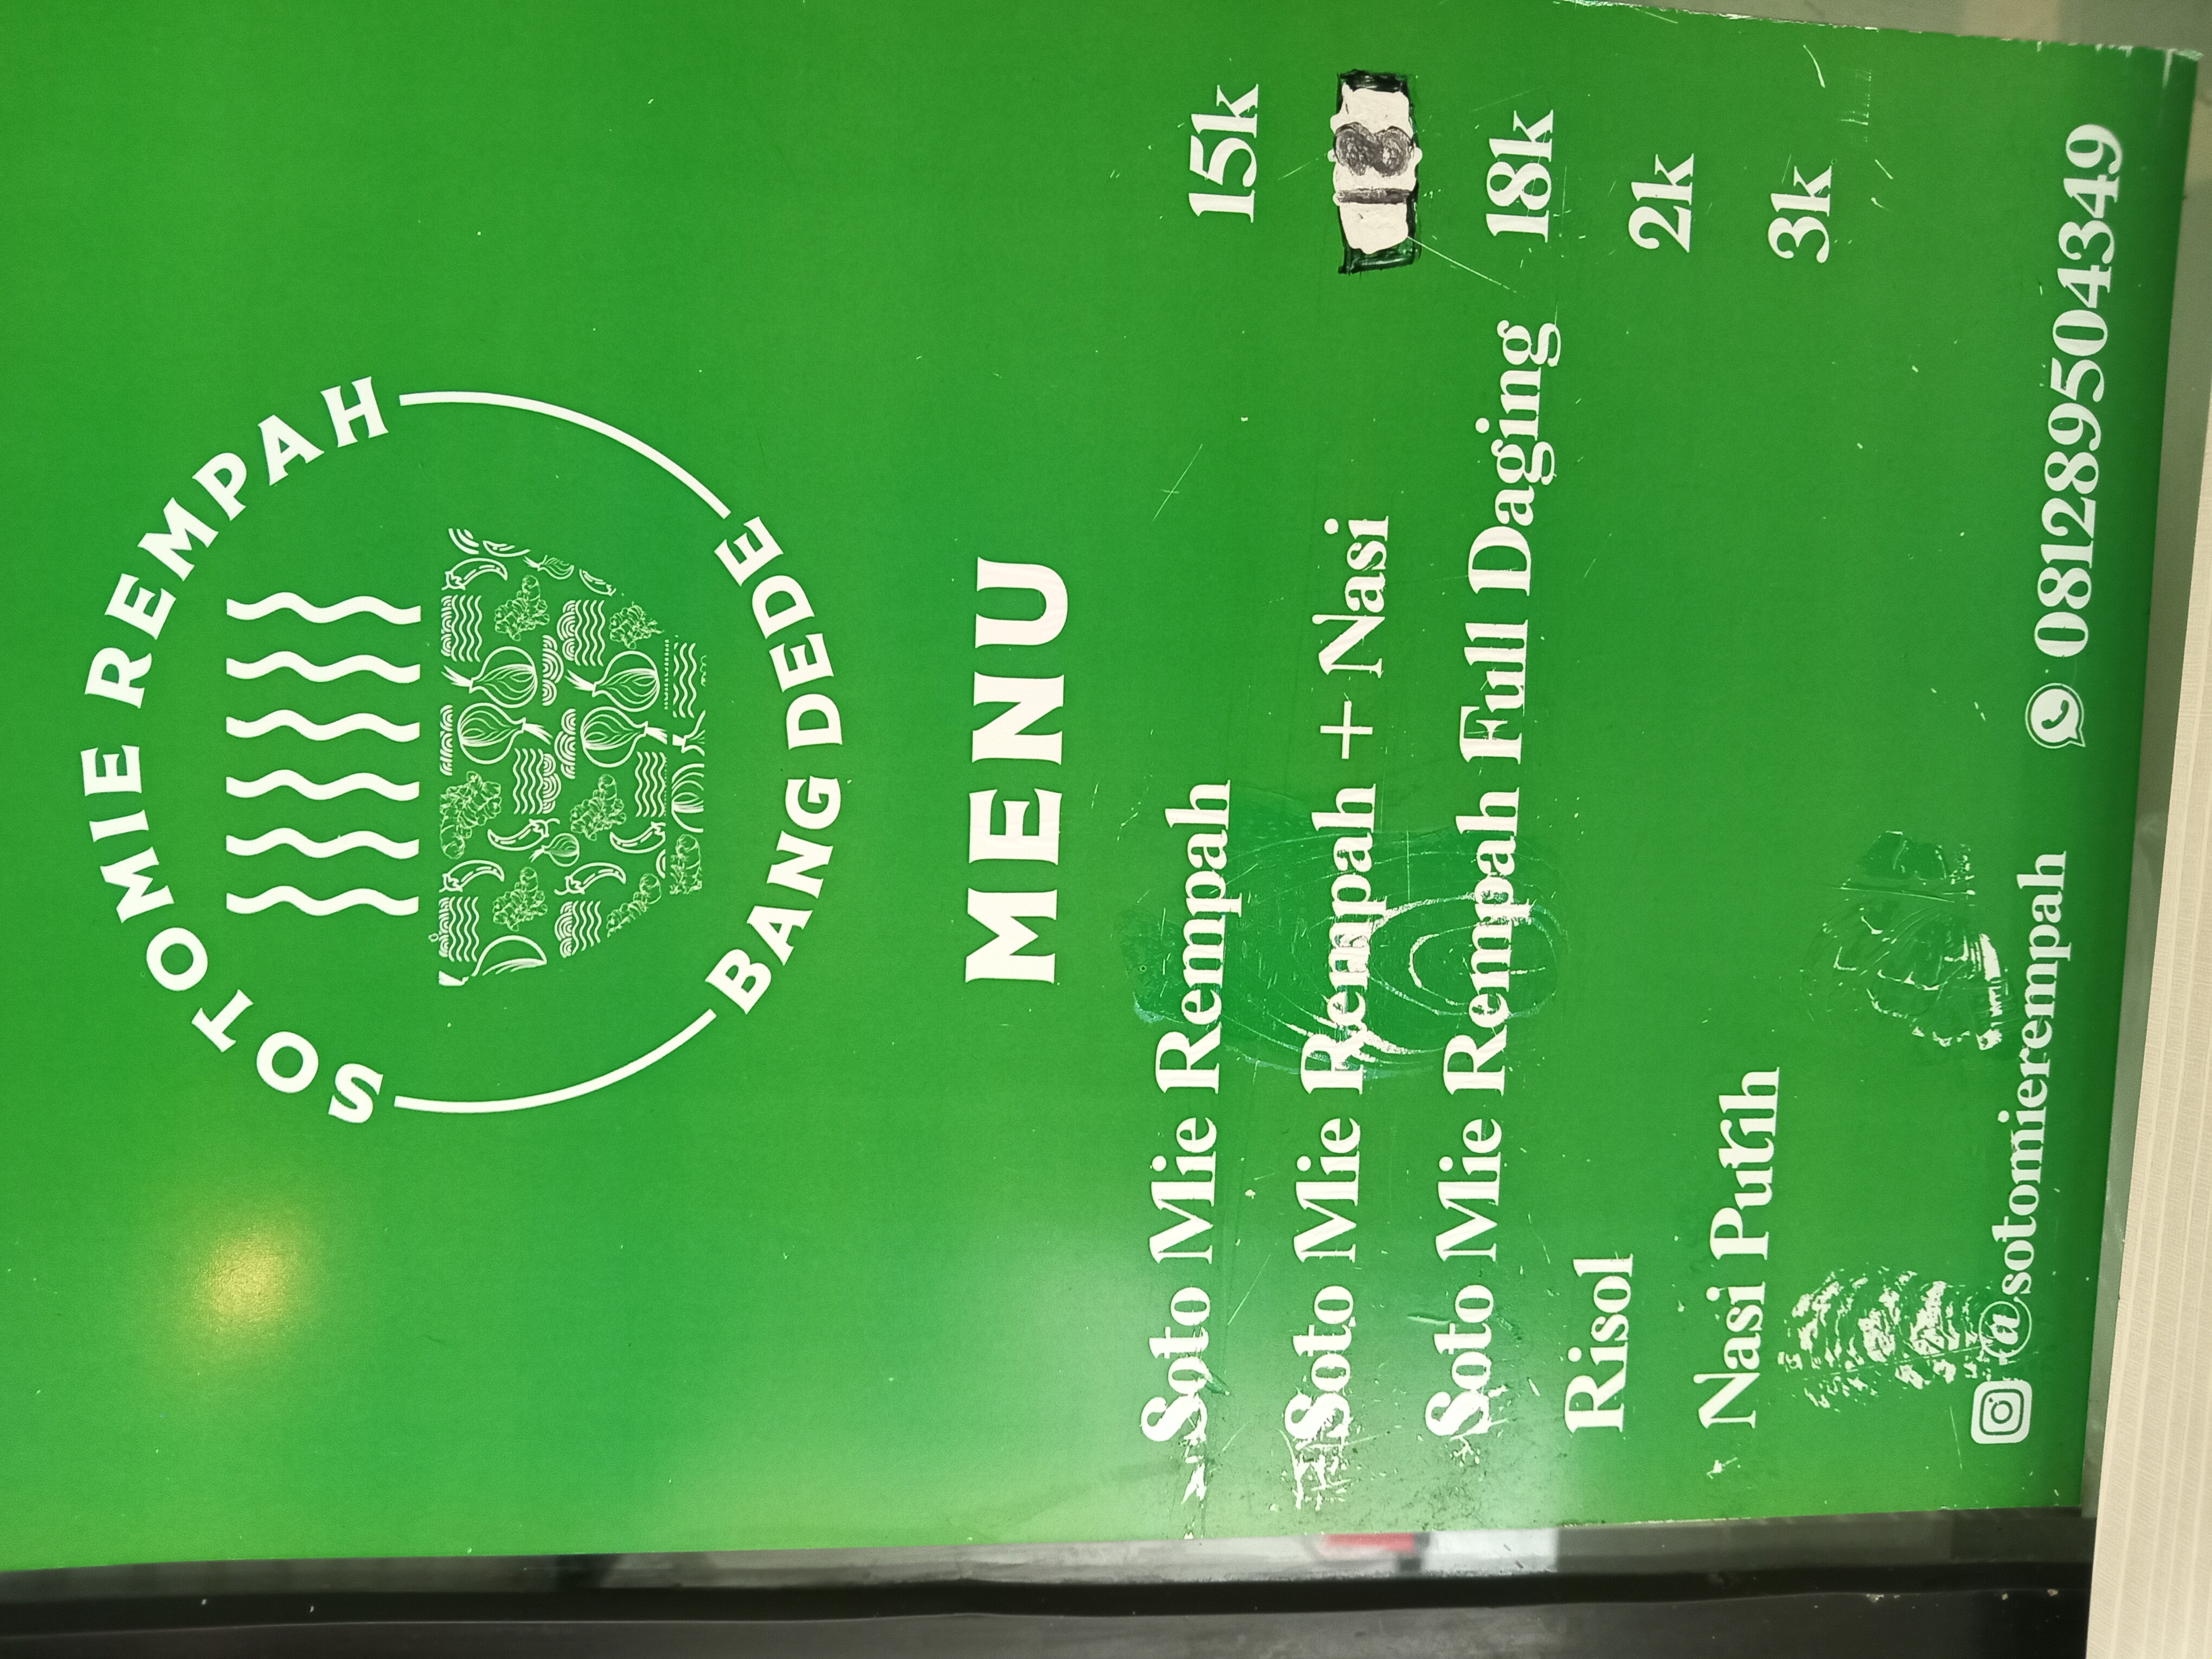 SOTOMIE REMPAH
BANG DEDE
MENU
Soto Mie Rempah 15k
Soto Mie Rempah + Nasi 18
Soto Mie Rempah Full Daging 18k
Risol 2k
Nasi Putih 3k
@sotomierempah 081289504349